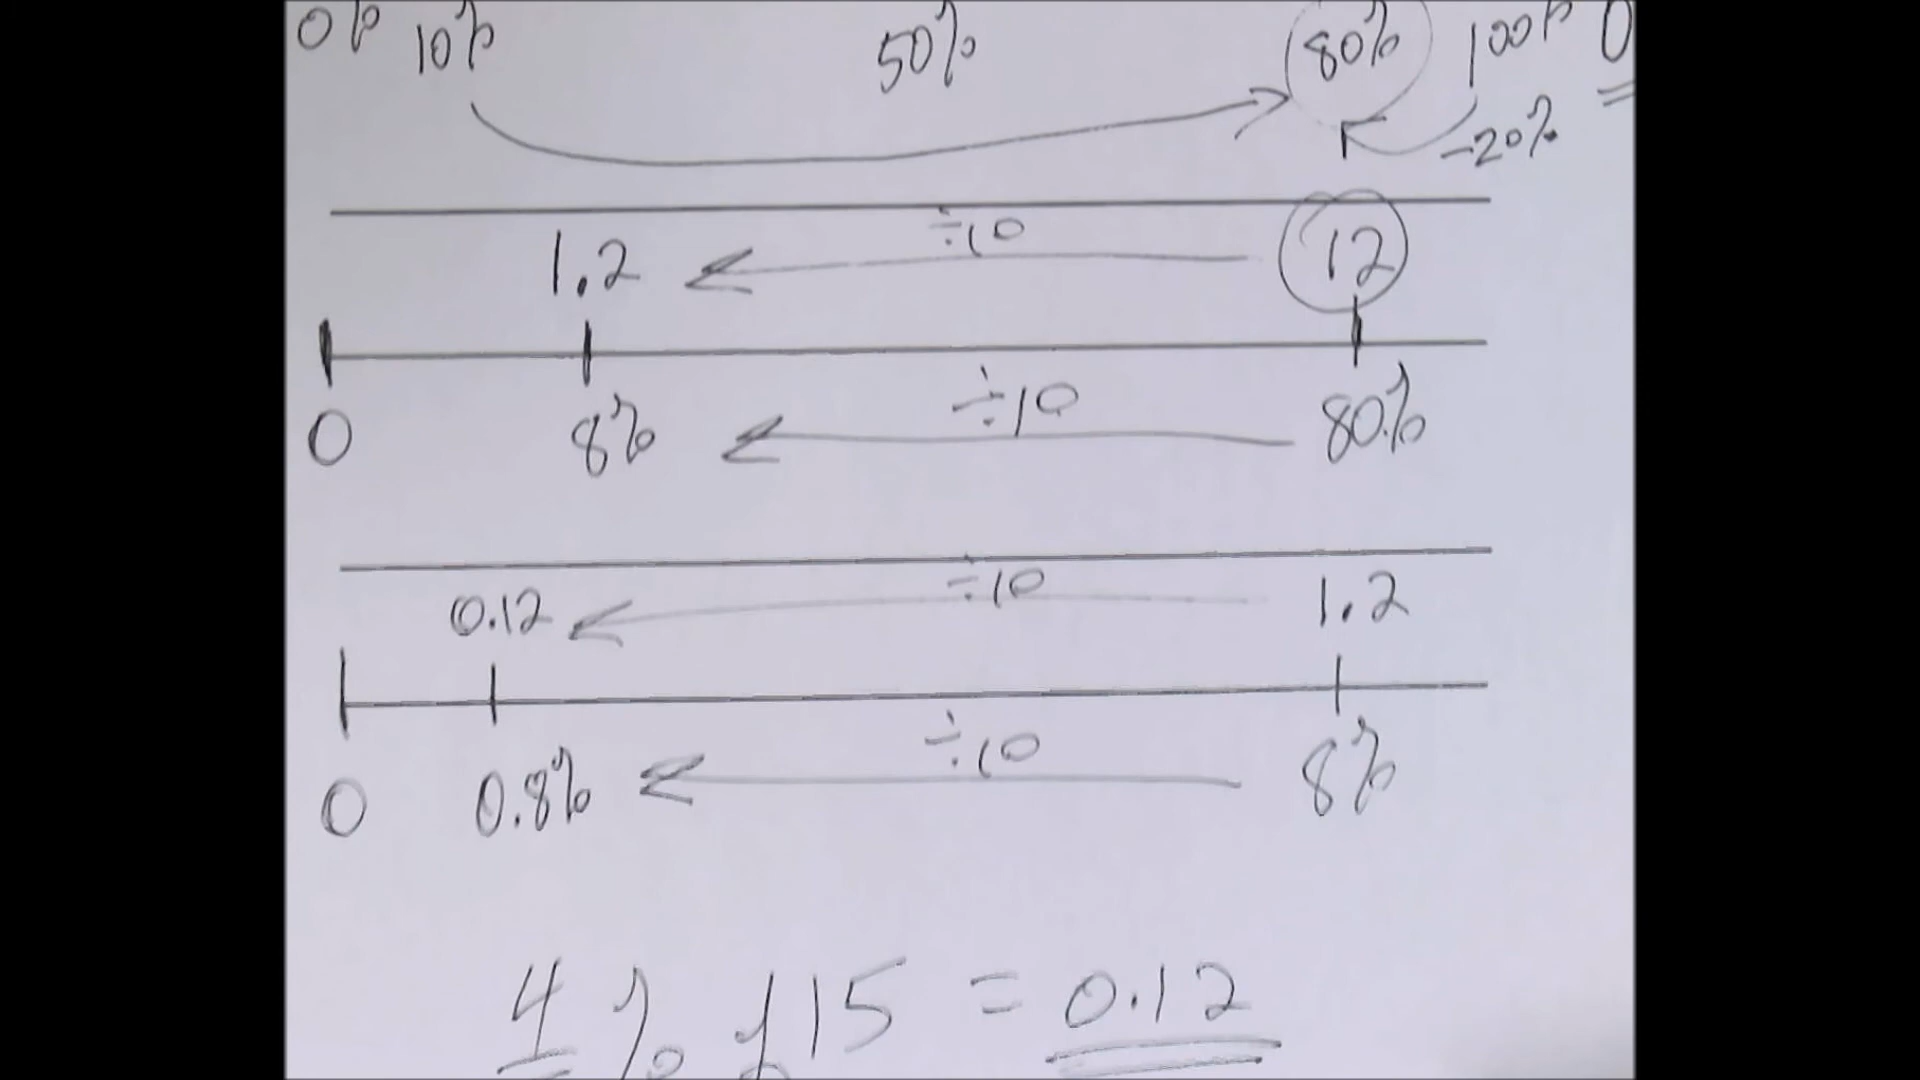 0% 10% 50% 80% 100%
-20%
÷10
1.2 12
÷10
0 8% 80%
÷10
0.12 1.2
÷10
0 0.8% 8%
4 % of 15 = 0.12